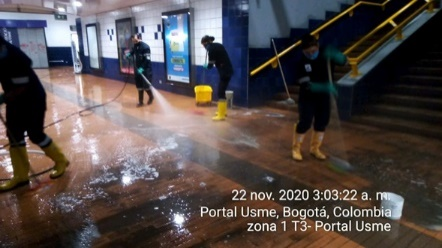 22 nov. 2020 3:03:22 a. m.
Portal Usme, Bogotá, Colombia
zona 1 T3- Portal Usme